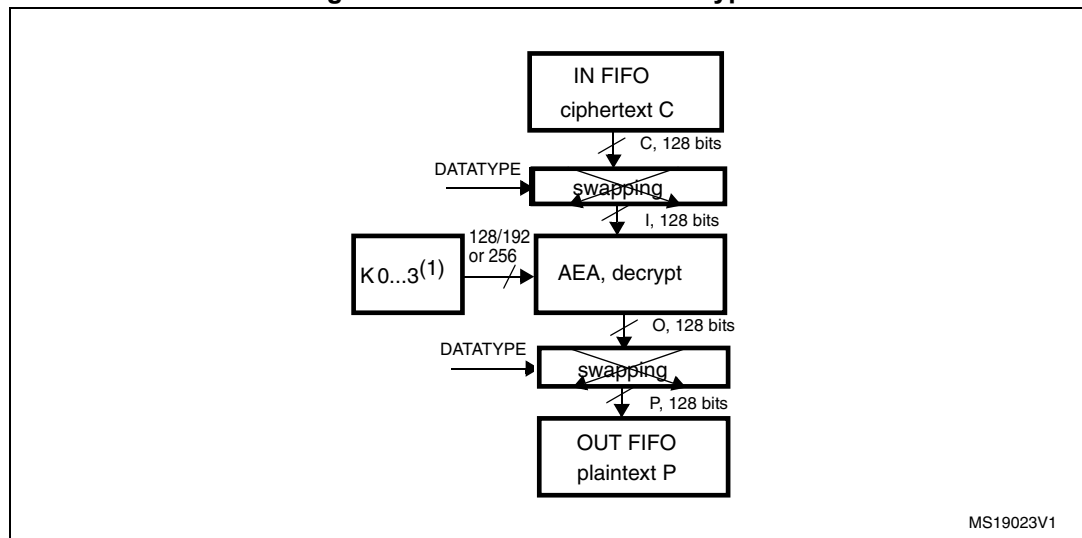 IN FIFO
ciphertext C
C, 128 bits
DATATYPE
swapping
I, 128 bits
128/192
or 256
K 0...3(1)
AEA, decrypt
O, 128 bits
DATATYPE
swapping
P, 128 bits
OUT FIFO
plaintext P
MS19023V1